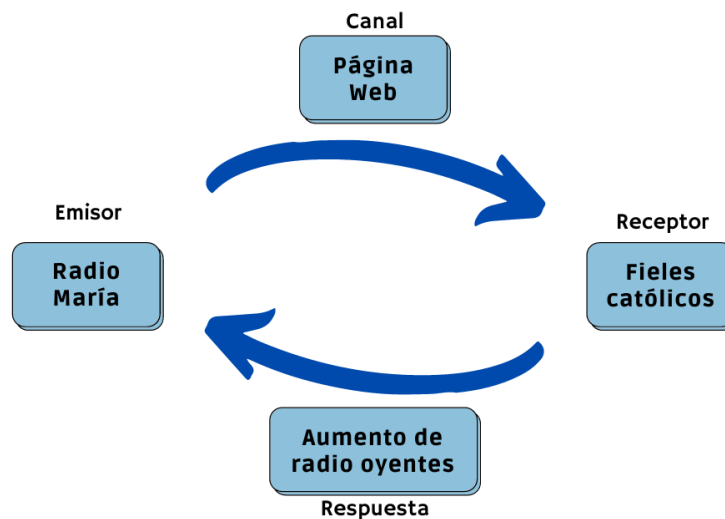 Canal
Página
Web
Emisor
Radio
María
Receptor
Fieles
católicos
Aumento de
radio oyentes
Respuesta